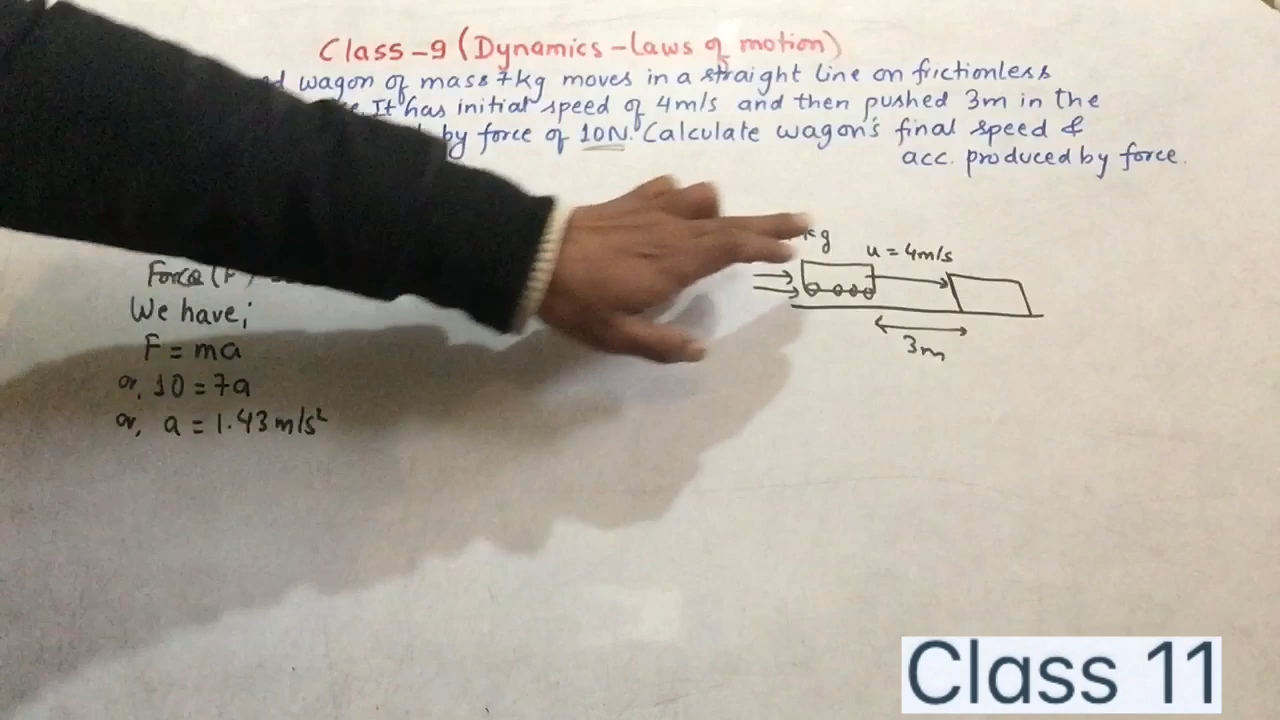 Class-9 (Dynamics-Laws of motion)
wagon of mass 7kg moves in a straight line on frictionless
It has initial speed of 4m/s and then pushed 3m in the
by force of 10N. Calculate wagon's final speed &
acc. produced by force.
kg
u = 4m/s
3m
Force (F)
We have;
F = ma
or, 10 = 7a
or, a = 1.43 m/s²
Class 11